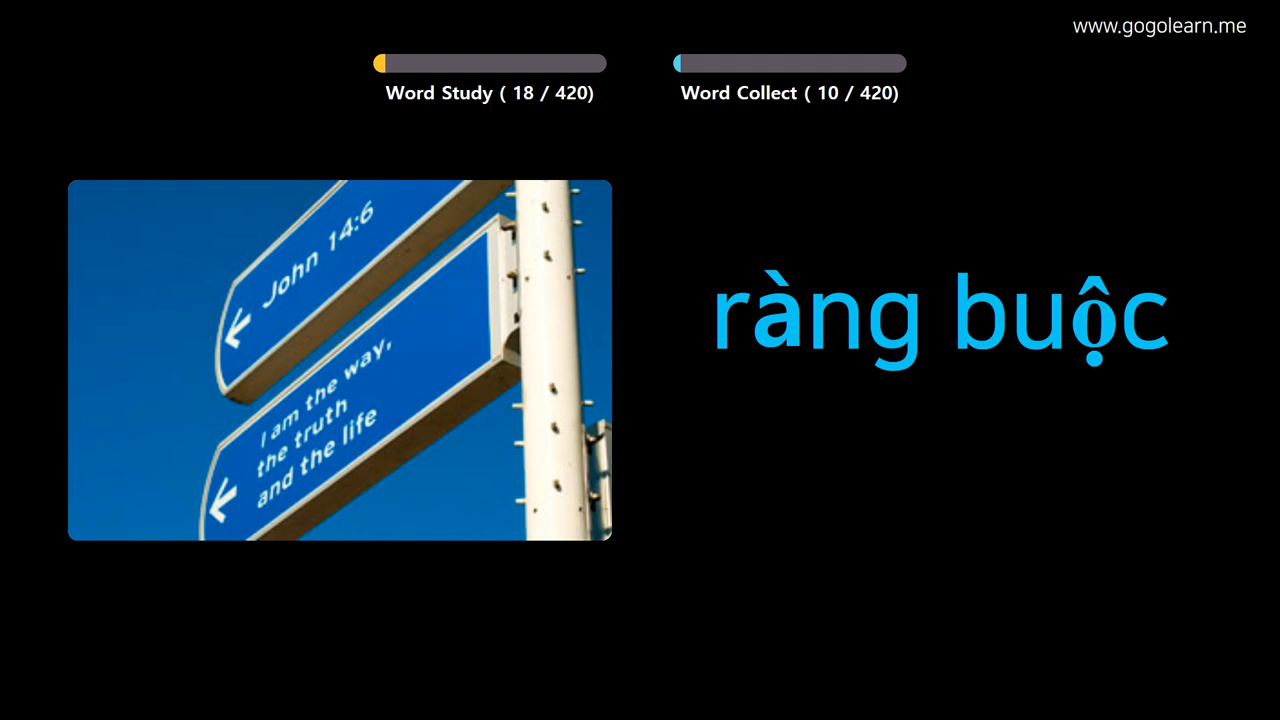 www.gogolearn.me
Word Study ( 18 / 420)
Word Collect ( 10 / 420)
John 14:6
I am the way,
the truth
and the life
ràng buộc